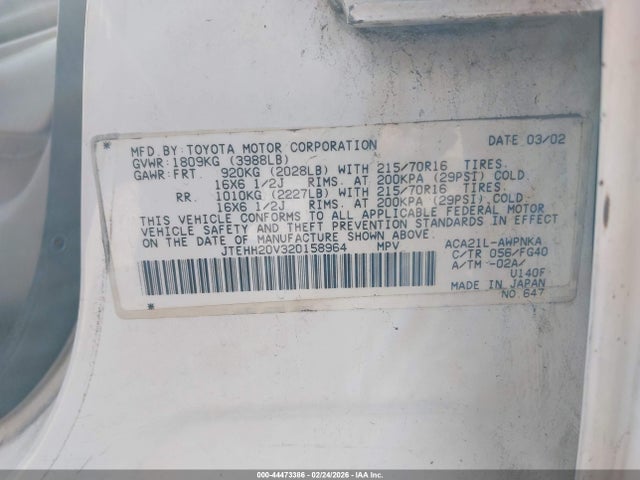 MFD BY: TOYOTA MOTOR CORPORATION DATE 03/02
GVWR: 1809KG (3988LB)
GAWR: FRT. 920KG (2028LB) WITH 215/70R16 TIRES.
16X6 1/2J RIMS. AT 200KPA (29PSI) COLD.
RR. 1010KG (2227LB) WITH 215/70R16 TIRES.
16X6 1/2J RIMS. AT 200KPA (29PSI) COLD.
THIS VEHICLE CONFORMS TO ALL APPLICABLE FEDERAL MOTOR
VEHICLE SAFETY AND THEFT PREVENTION STANDARDS IN EFFECT
ON THE DATE OF MANUFACTURE SHOWN ABOVE.
JTEHH20V320158964 MPV
ACA21L-AWPNKA
C/TR 056/FG40
A/TM -02A/
U140F
MADE IN JAPAN
NO.647
000-44473386 - 02/24/2026 - COPYRIGHT IAA, LLC